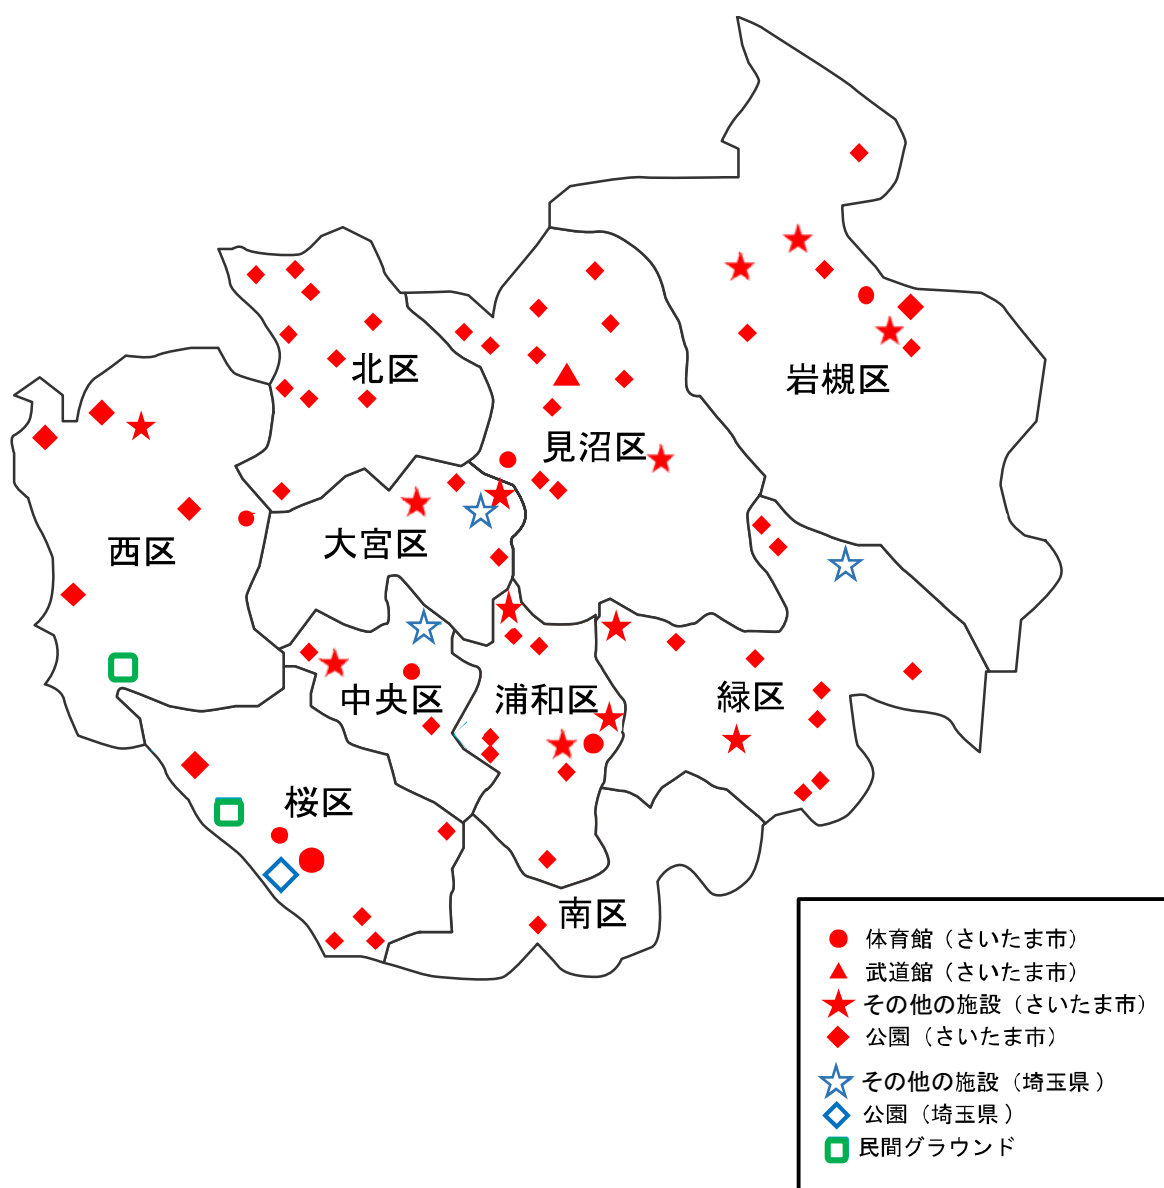 北区
岩槻区
見沼区
西区
大宮区
中央区
浦和区
緑区
桜区
南区
体育館（さいたま市）
武道館（さいたま市）
その他の施設（さいたま市）
公園（さいたま市）
その他の施設（埼玉県）
公園（埼玉県）
民間グラウンド